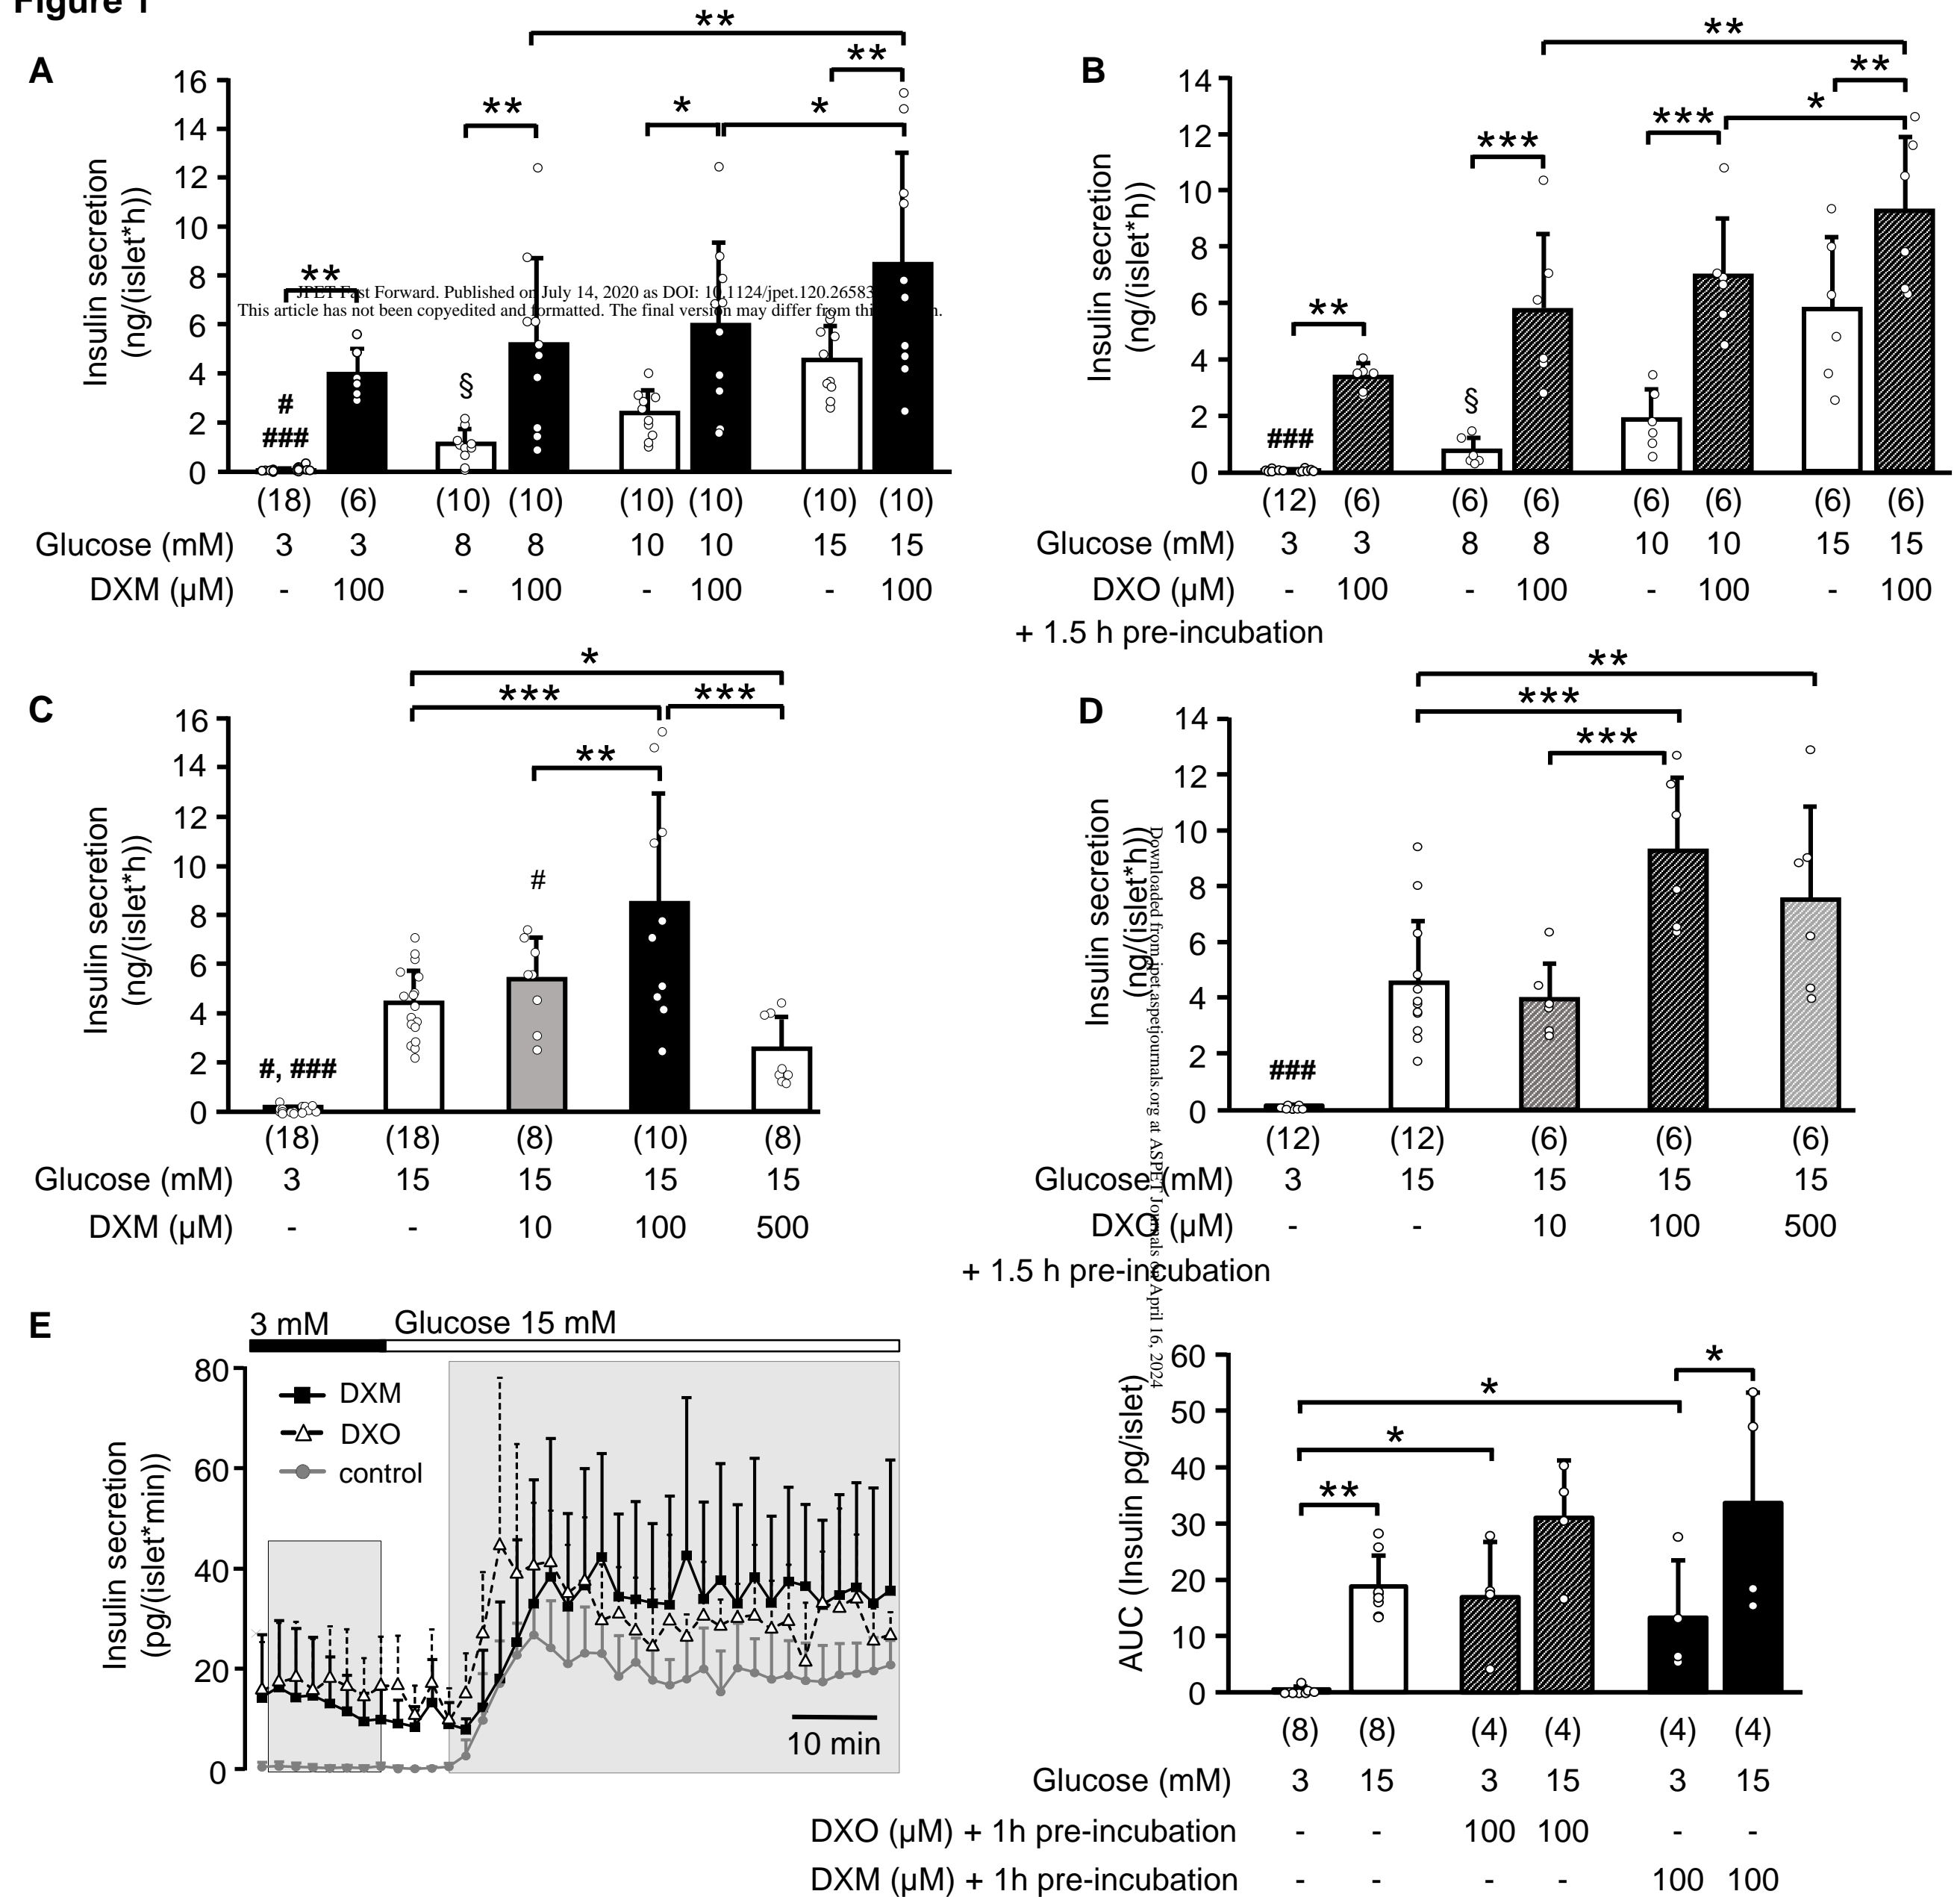 Figure 1
A
Insulin secretion
(ng/(islet*h))
16
14
12
10
8
6
4
2
0
**
**
**
*
*
**
#
###
§
JPET Fast Forward. Published on July 14, 2020 as DOI: 10.1124/jpet.120.26583
This article has not been copyedited and formatted. The final version may differ from this
(18) (6) (10) (10) (10) (10) (10) (10)
Glucose (mM) 3 3 8 8 10 10 15 15
DXM (µM) - 100 - 100 - 100 - 100
B
Insulin secretion
(ng/(islet*h))
14
12
10
8
6
4
2
0
**
**
*
***
***
**
###
§
(12) (6) (6) (6) (6) (6) (6) (6)
Glucose (mM) 3 3 8 8 10 10 15 15
DXO (µM) - 100 - 100 - 100 - 100
+ 1.5 h pre-incubation
C
Insulin secretion
(ng/(islet*h))
16
14
12
10
8
6
4
2
0
*
***
***
**
#
#, ###
(18) (18) (8) (10) (8)
Glucose (mM) 3 15 15 15 15
DXM (µM) - - 10 100 500
D
Insulin secretion
(ng/(islet*h))
14
12
10
8
6
4
2
0
**
***
***
###
(12) (12) (6) (6) (6)
Glucose (mM) 3 15 15 15 15
DXO (µM) - - 10 100 500
+ 1.5 h pre-incubation
Downloaded from jpet.aspetjournals.org at ASPET Journals on April 16, 2024
E
3 mM Glucose 15 mM
Insulin secretion
(pg/(islet*min))
80
60
40
20
0
DXM
DXO
control
10 min
AUC (Insulin pg/islet)
60
50
40
30
20
10
0
*
*
*
**
(8) (8) (4) (4) (4) (4)
Glucose (mM) 3 15 3 15 3 15
DXO (µM) + 1h pre-incubation - - 100 100 - -
DXM (µM) + 1h pre-incubation - - - - 100 100